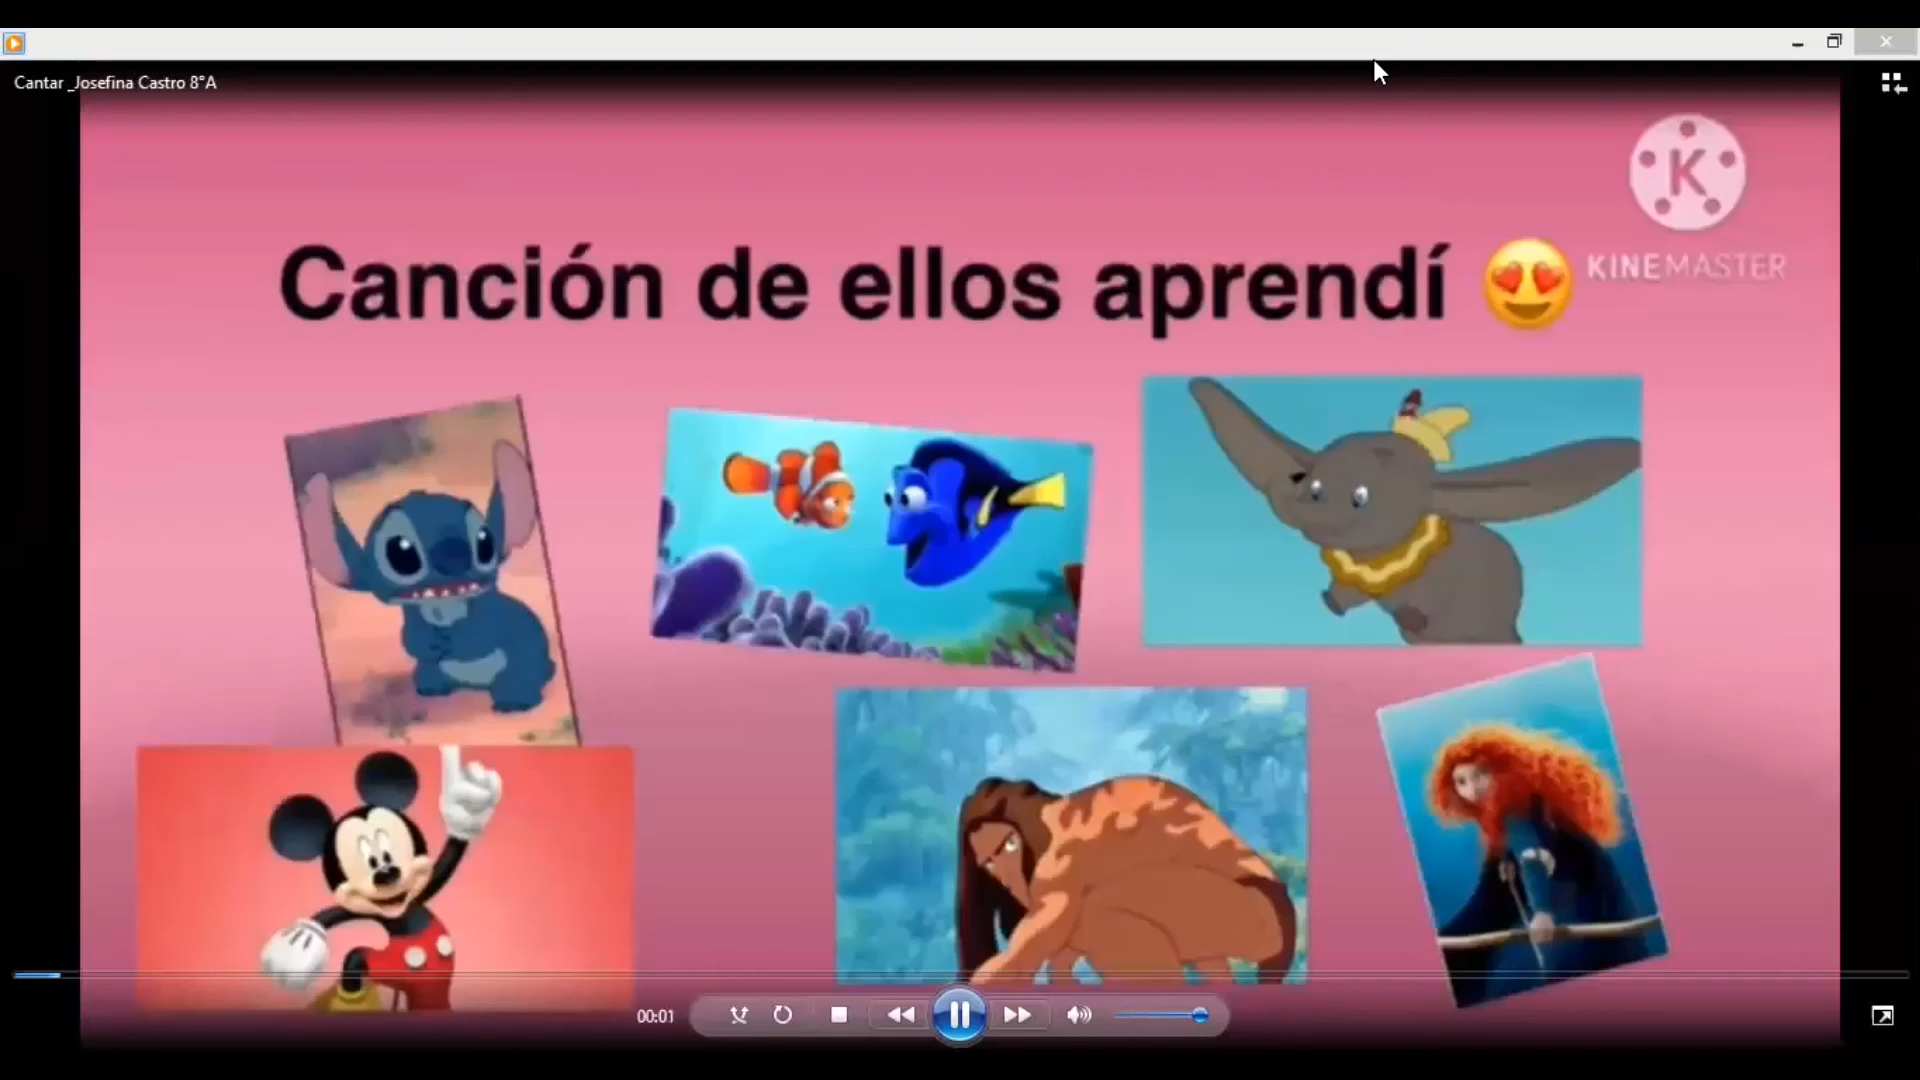 Cantar _Josefina Castro 8°A
K
KINEMASTER
Canción de ellos aprendí 😍
00:01